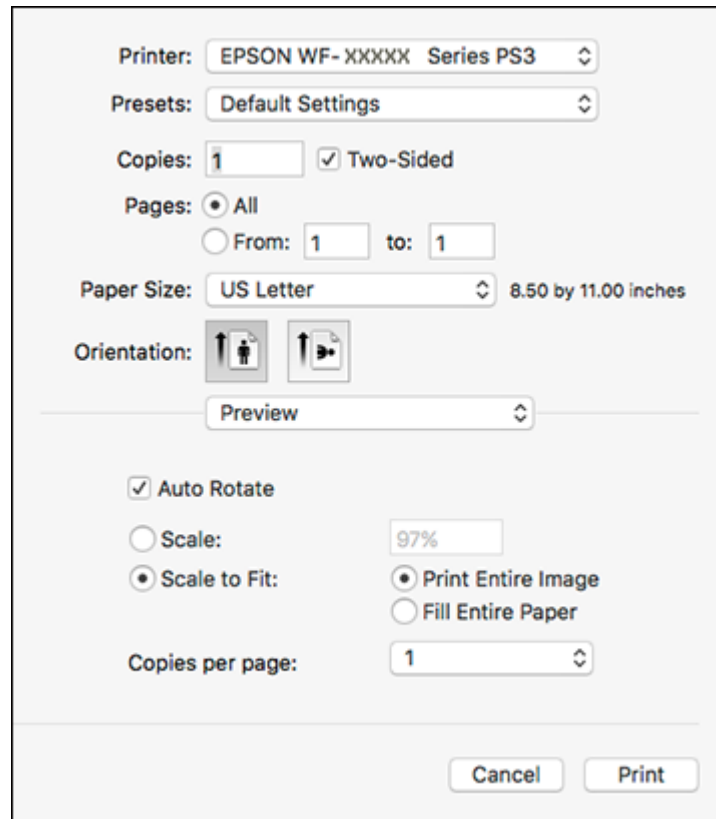 Printer: EPSON WF- XXXXX Series PS3
Presets: Default Settings
Copies: 1 Two-Sided
Pages: All
From: 1 to: 1
Paper Size: US Letter 8.50 by 11.00 inches
Orientation:
Preview
Auto Rotate
Scale: 97%
Scale to Fit: Print Entire Image
Fill Entire Paper
Copies per page: 1
Cancel Print